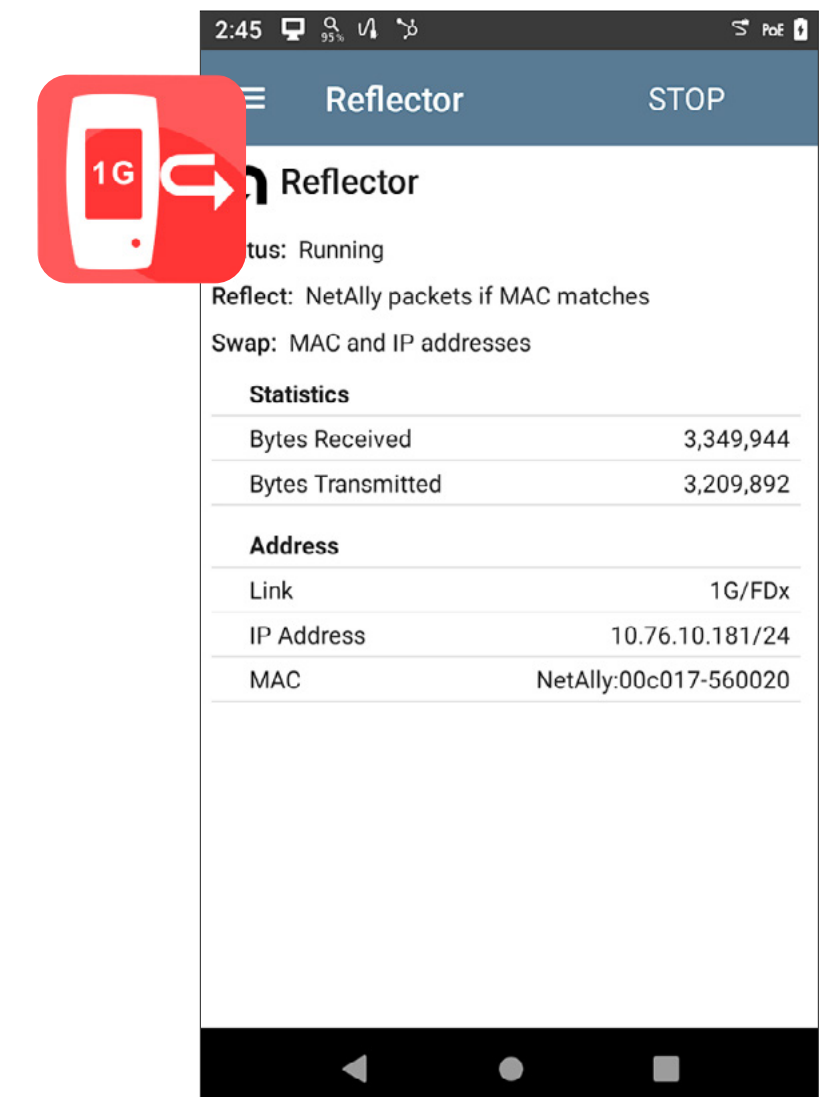 2:45 95% PoE
1 G
Reflector STOP
Reflector
tus: Running
Reflect: NetAlly packets if MAC matches
Swap: MAC and IP addresses
Statistics
Bytes Received 3,349,944
Bytes Transmitted 3,209,892
Address
Link 1G/FDx
IP Address 10.76.10.181/24
MAC NetAlly:00c017-560020